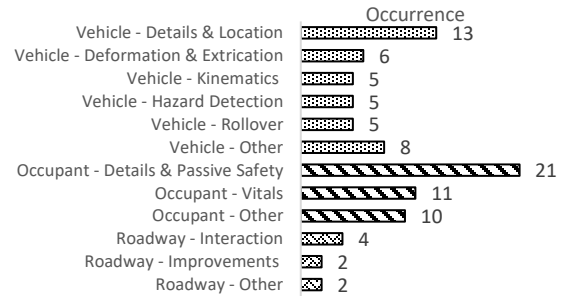 Occurrence
Vehicle - Details & Location 13
Vehicle - Deformation & Extrication 6
Vehicle - Kinematics 5
Vehicle - Hazard Detection 5
Vehicle - Rollover 5
Vehicle - Other 8
Occupant - Details & Passive Safety 21
Occupant - Vitals 11
Occupant - Other 10
Roadway - Interaction 4
Roadway - Improvements 2
Roadway - Other 2